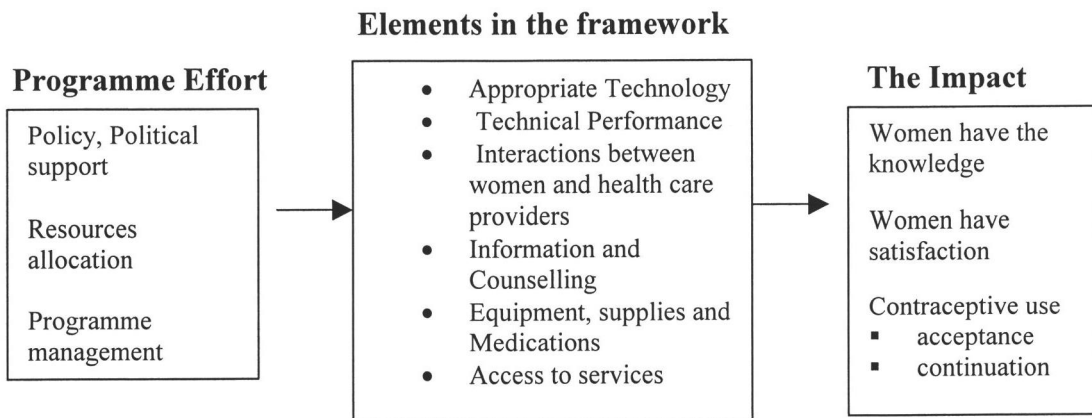 Elements in the framework
Programme Effort
Policy, Political
support
Resources
allocation
Programme
management
• Appropriate Technology
• Technical Performance
• Interactions between
women and health care
providers
• Information and
Counselling
• Equipment, supplies and
Medications
• Access to services
The Impact
Women have the
knowledge
Women have
satisfaction
Contraceptive use
▪ acceptance
▪ continuation